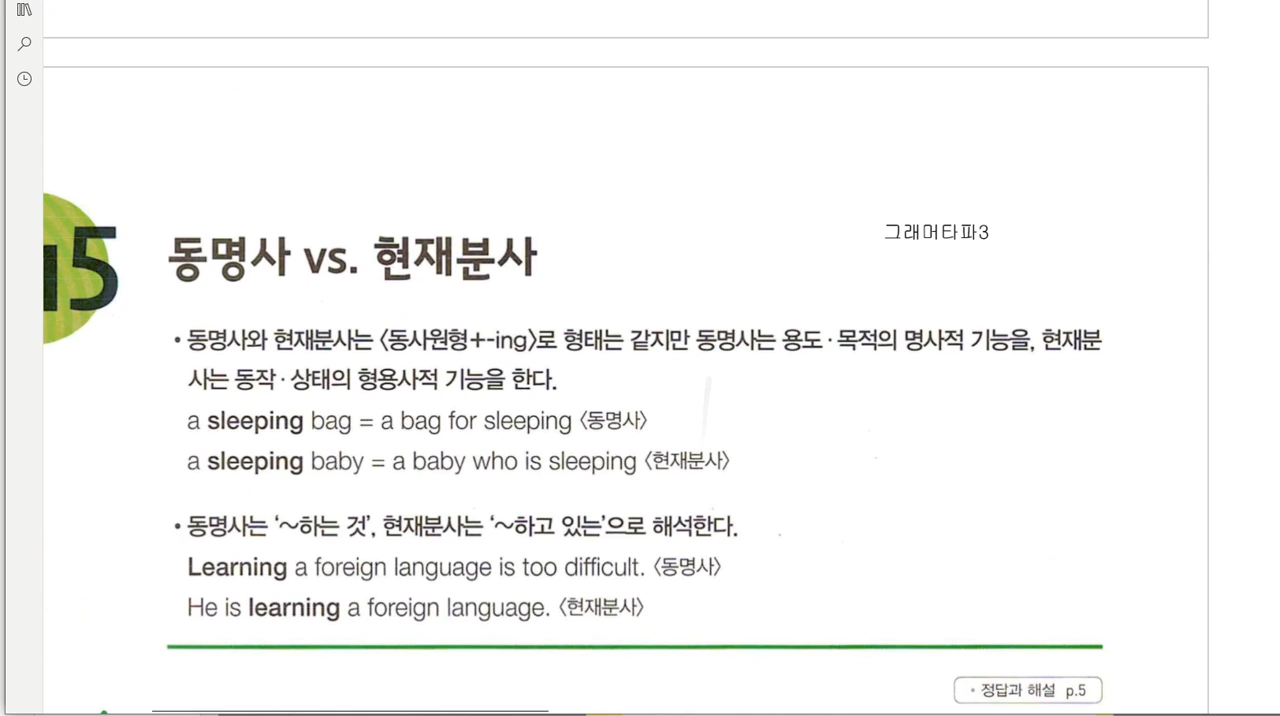 그래머타파3
5
동명사 vs. 현재분사
• 동명사와 현재분사는 〈동사원형+-ing〉로 형태는 같지만 동명사는 용도·목적의 명사적 기능을, 현재분
사는 동작·상태의 형용사적 기능을 한다.
a sleeping bag = a bag for sleeping 〈동명사〉
a sleeping baby = a baby who is sleeping 〈현재분사〉
• 동명사는 ‘~하는 것’, 현재분사는 ‘~하고 있는’으로 해석한다.
Learning a foreign language is too difficult. 〈동명사〉
He is learning a foreign language. 〈현재분사〉
• 정답과 해설 p.5